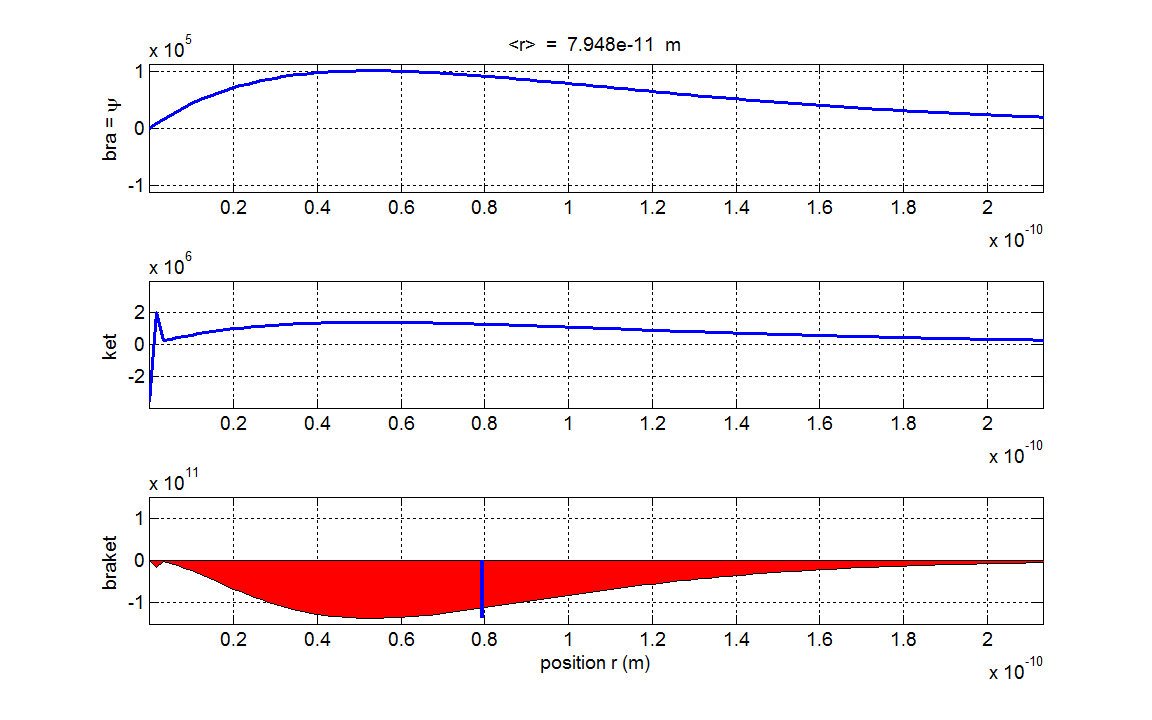 <r> = 7.948e-11 m
x 10^5
bra = ψ
1
0
-1
0.2 0.4 0.6 0.8 1 1.2 1.4 1.6 1.8 2
x 10^-10
x 10^6
ket
2
0
-2
0.2 0.4 0.6 0.8 1 1.2 1.4 1.6 1.8 2
x 10^-10
x 10^11
braket
1
0
-1
0.2 0.4 0.6 0.8 1 1.2 1.4 1.6 1.8 2
position r (m)
x 10^-10